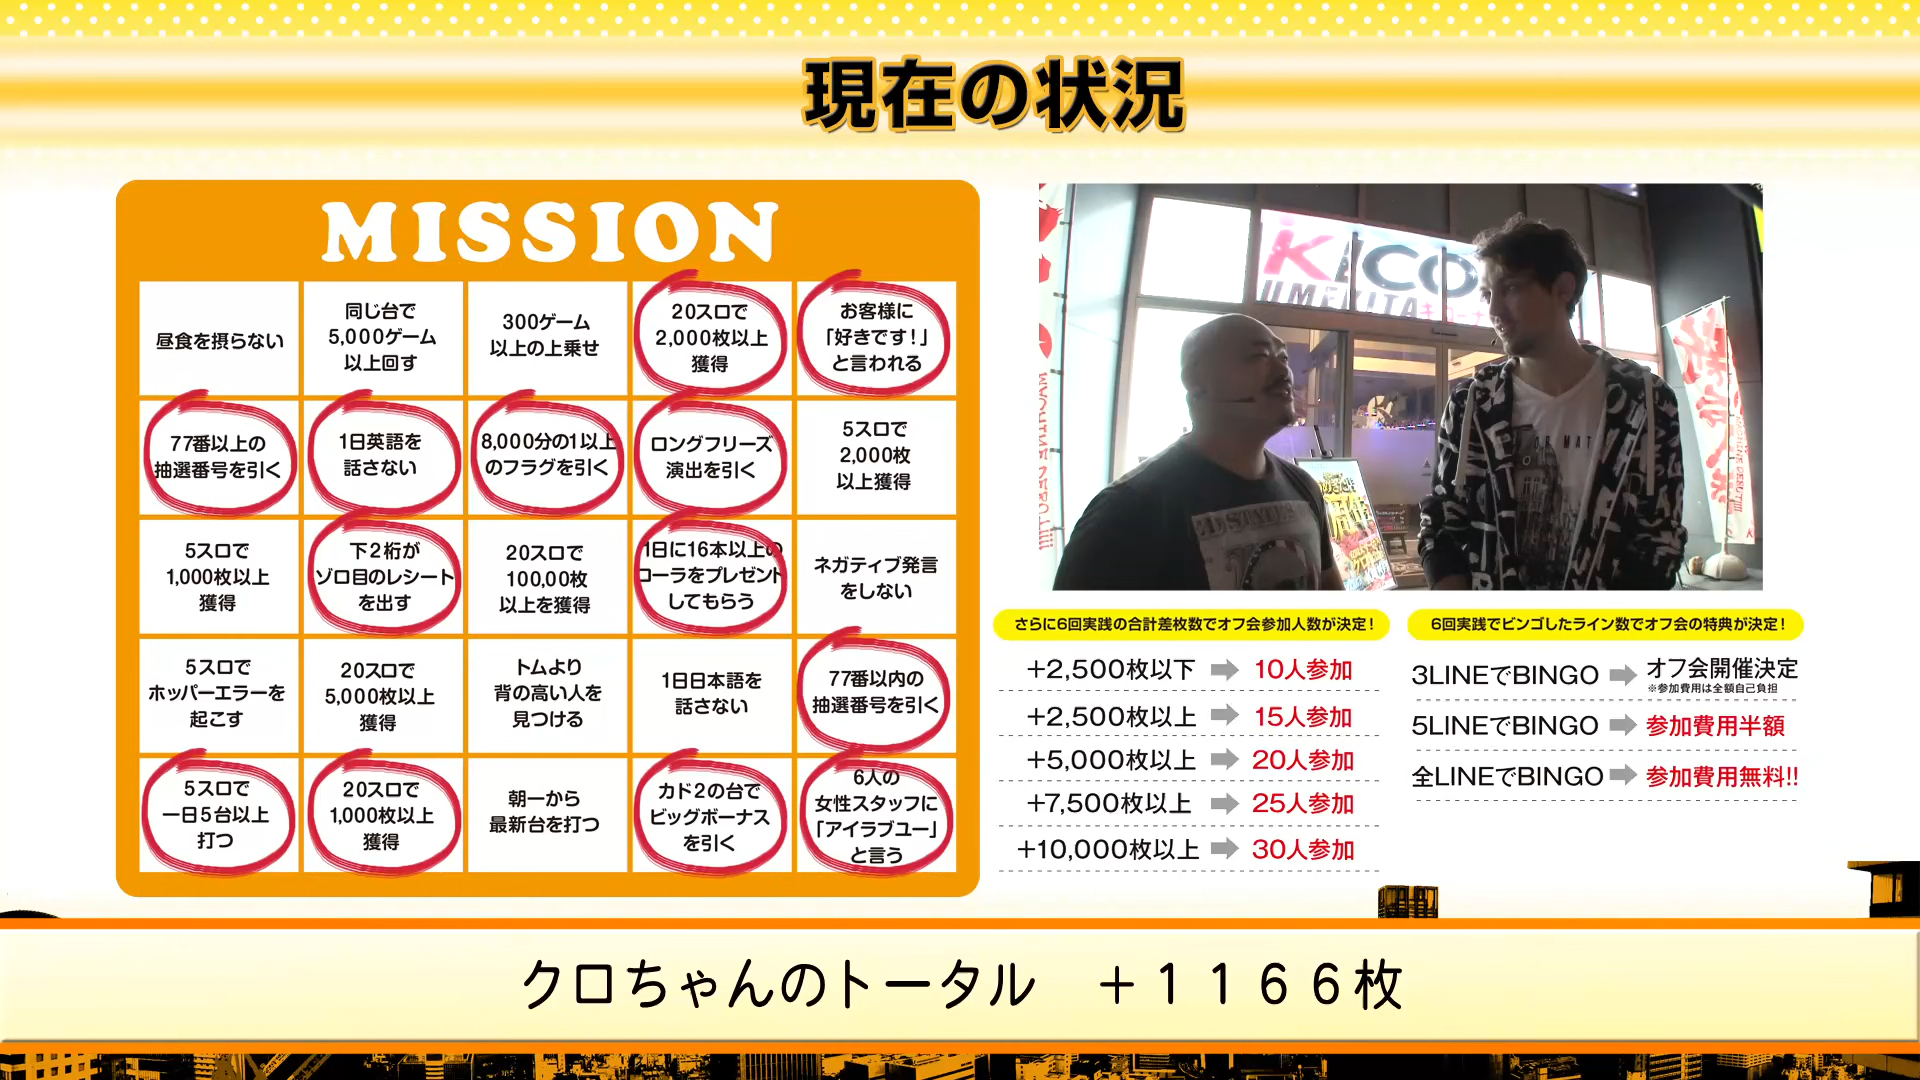 現在の状況
MISSION
昼食を摂らない
同じ台で
5,000ゲーム
以上回す
300ゲーム
以上の上乗せ
20スロで
2,000枚以上
獲得
お客様に
「好きです!」
と言われる
77番以上の
抽選番号を引く
1日英語を
話さない
8,000分の1以上
のフラグを引く
ロングフリーズ
演出を引く
5スロで
2,000枚
以上獲得
5スロで
1,000枚以上
獲得
下2桁が
ゾロ目のレシート
を出す
20スロで
100,00枚
以上を獲得
1日に16本以上の
コーラをプレゼント
してもらう
ネガティブ発言
をしない
5スロで
ホッパーエラーを
起こす
20スロで
5,000枚以上
獲得
トムより
背の高い人を
見つける
1日日本語を
話さない
77番以内の
抽選番号を引く
5スロで
一日5台以上
打つ
20スロで
1,000枚以上
獲得
朝一から
最新台を打つ
カド2の台で
ビッグボーナス
を引く
6人の
女性スタッフに
「アイラブユー」
と言う
KICO
UMEKITA
さらに6回実践の合計差枚数でオフ会参加人数が決定!
+2,500枚以下 10人参加
+2,500枚以上 15人参加
+5,000枚以上 20人参加
+7,500枚以上 25人参加
+10,000枚以上 30人参加
6回実践でビンゴしたライン数でオフ会の特典が決定!
3LINEでBINGO オフ会開催決定
※参加費用は全額自己負担
5LINEでBINGO 参加費用半額
全LINEでBINGO 参加費用無料!!
クロちゃんのトータル +1166枚